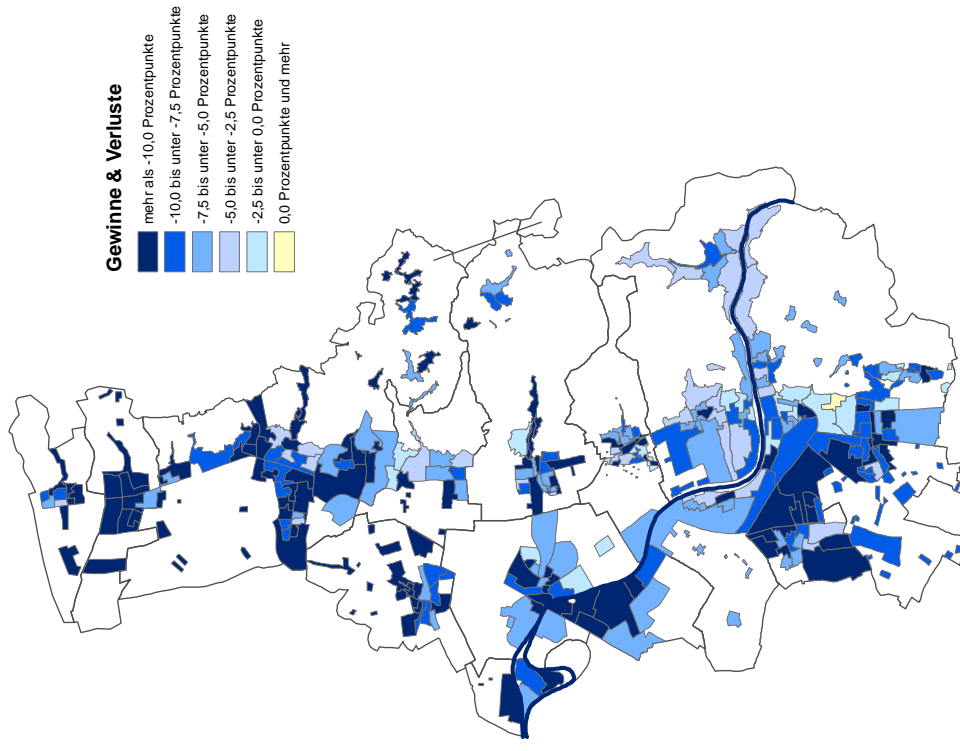 Gewinne & Verluste
mehr als -10,0 Prozentpunkte
-10,0 bis unter -7,5 Prozentpunkte
-7,5 bis unter -5,0 Prozentpunkte
-5,0 bis unter -2,5 Prozentpunkte
-2,5 bis unter 0,0 Prozentpunkte
0,0 Prozentpunkte und mehr